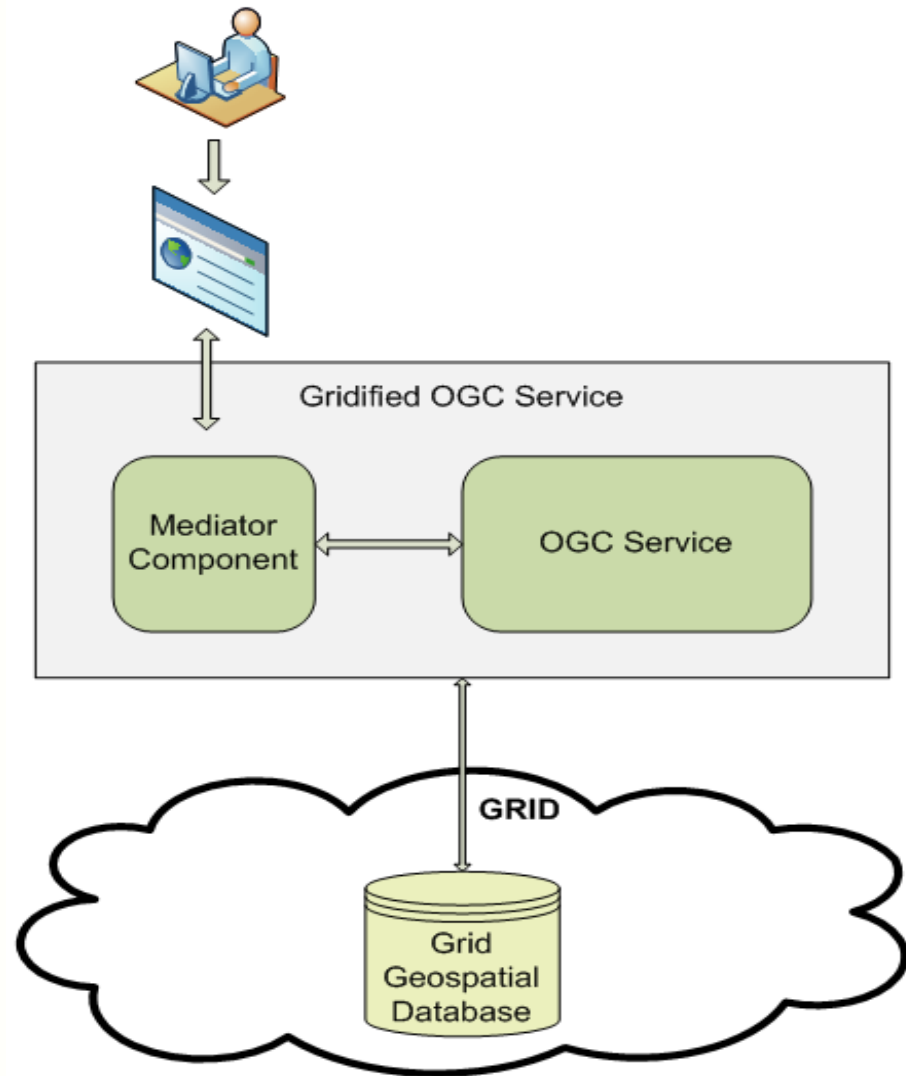 Gridified OGC Service
Mediator
Component
OGC Service
GRID
Grid
Geospatial
Database